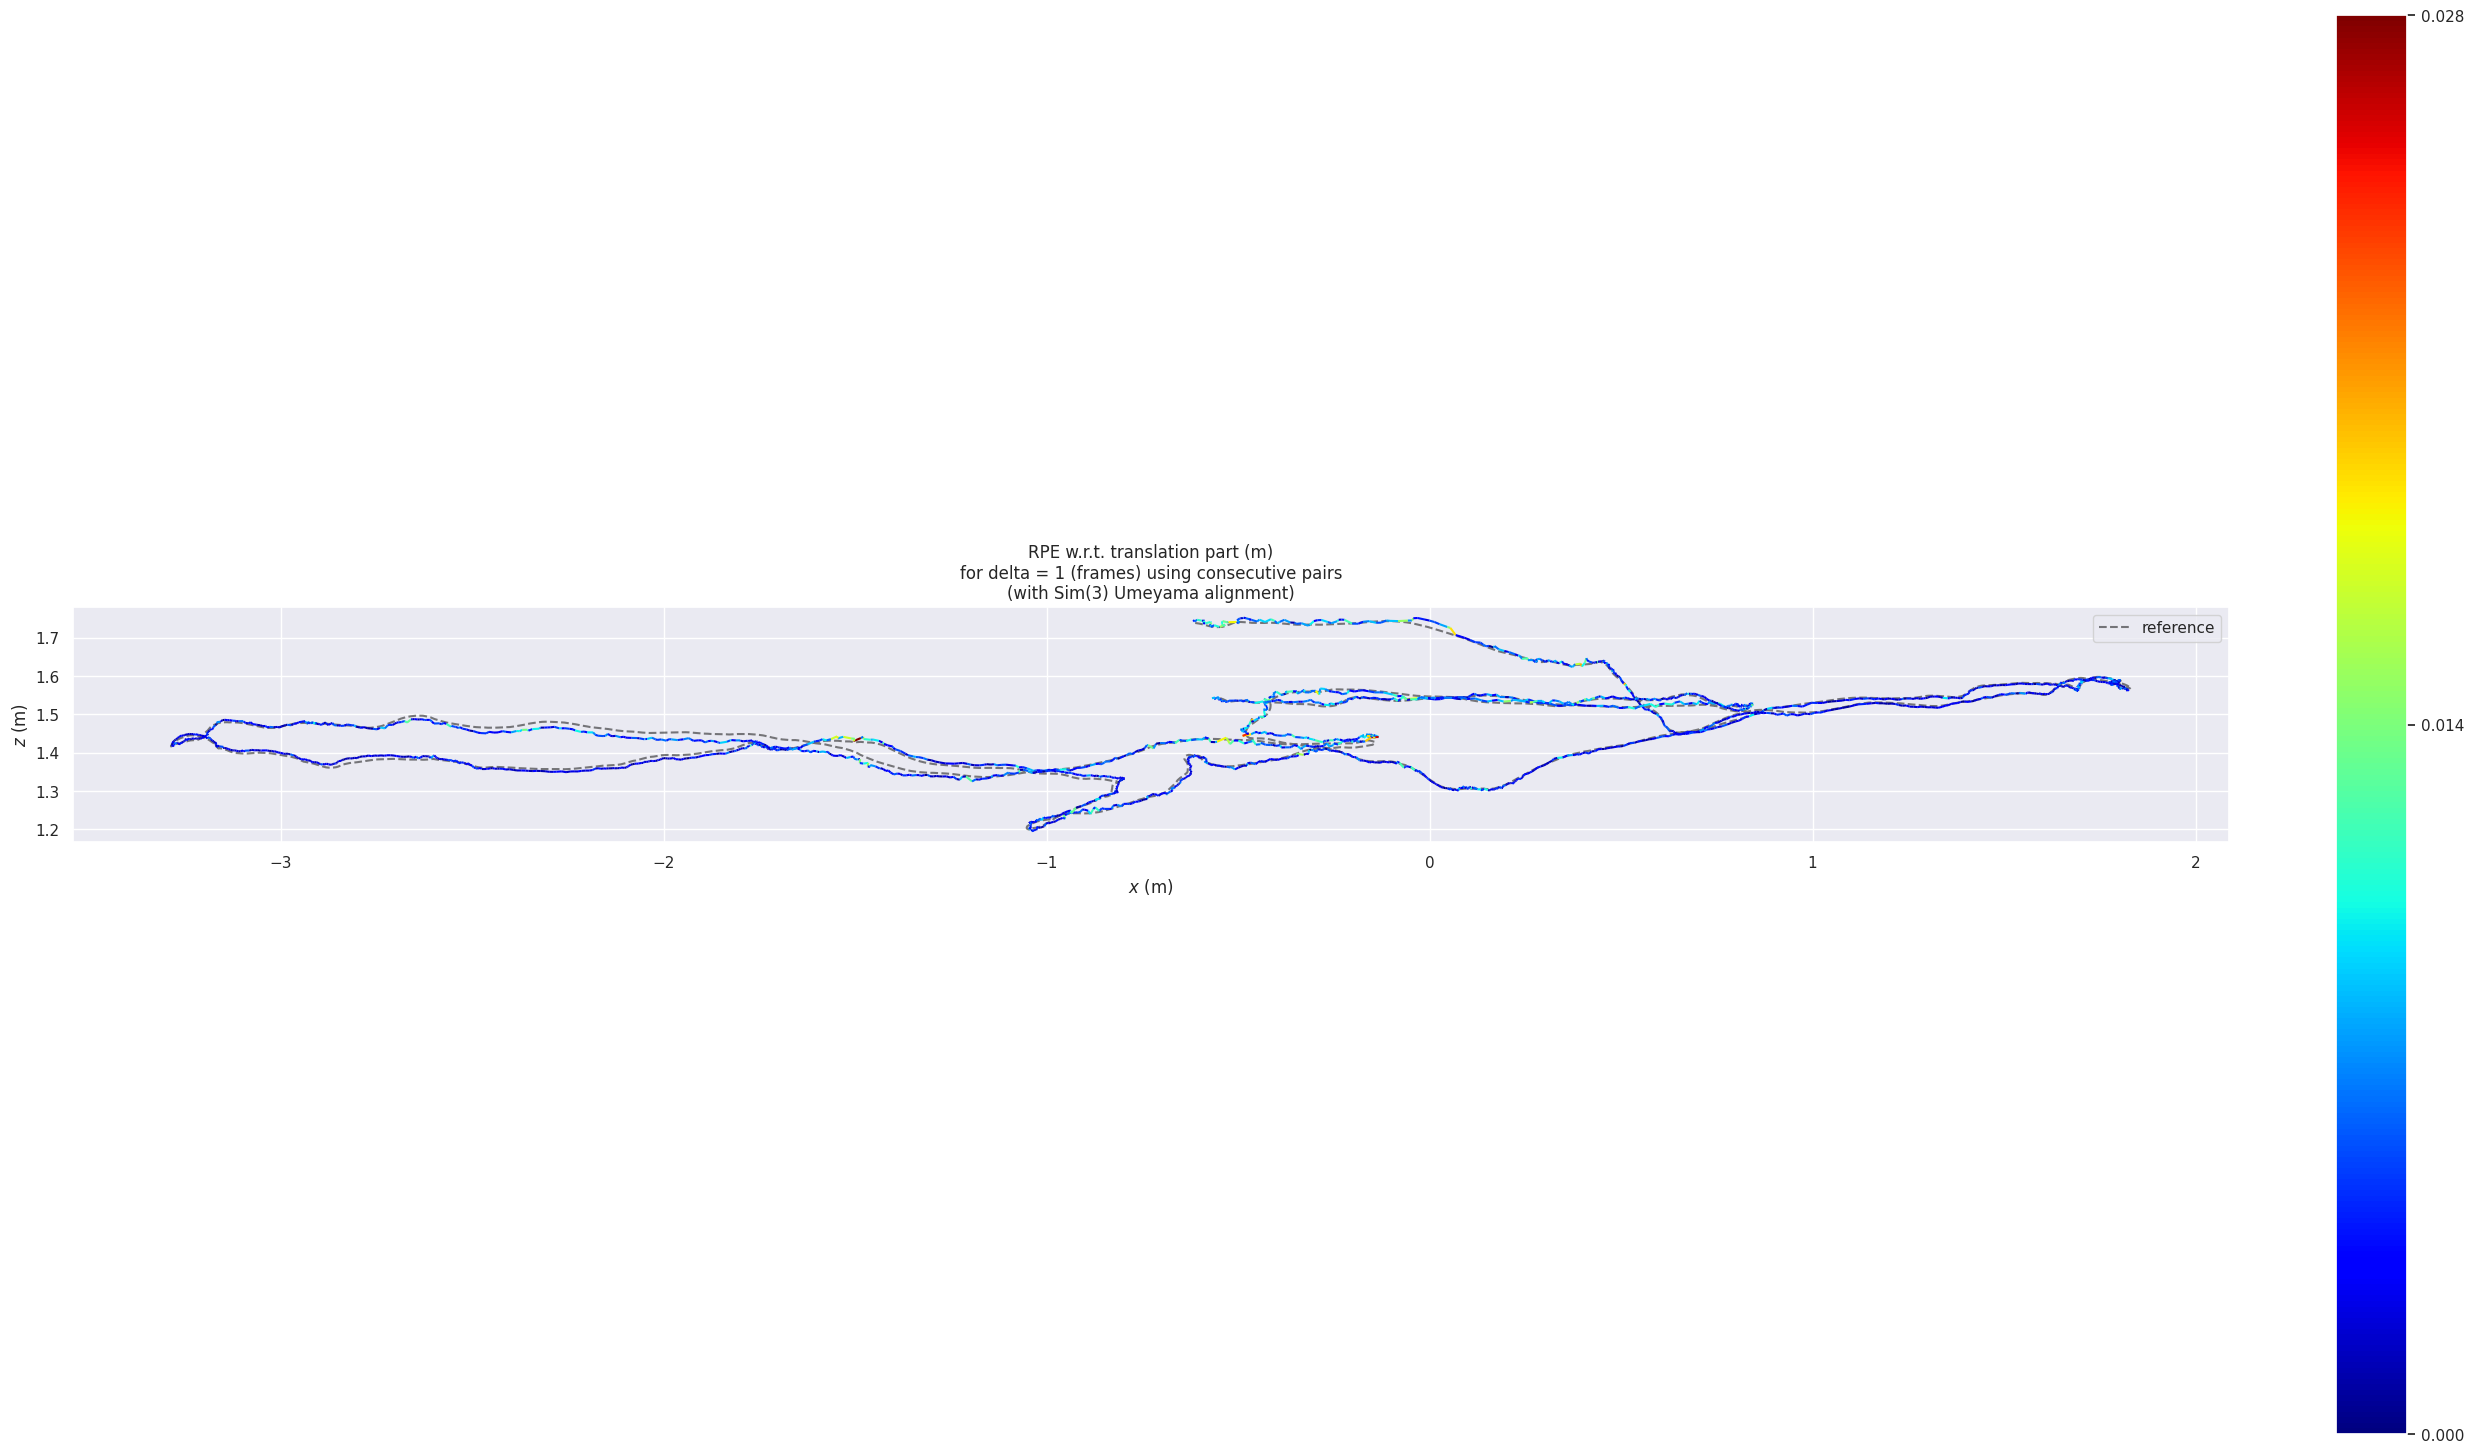 0.028
RPE w.r.t. translation part (m)
for delta = 1 (frames) using consecutive pairs
(with Sim(3) Umeyama alignment)
reference
1.7
1.6
1.5
1.4
1.3
1.2
z (m)
0.014
−3
−2
−1
0
1
2
x (m)
0.000